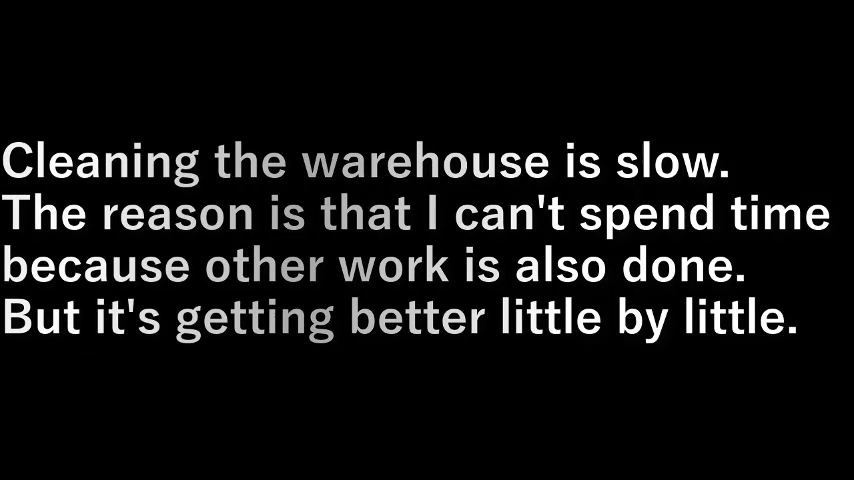 Cleaning the warehouse is slow.
The reason is that I can't spend time
because other work is also done.
But it's getting better little by little.